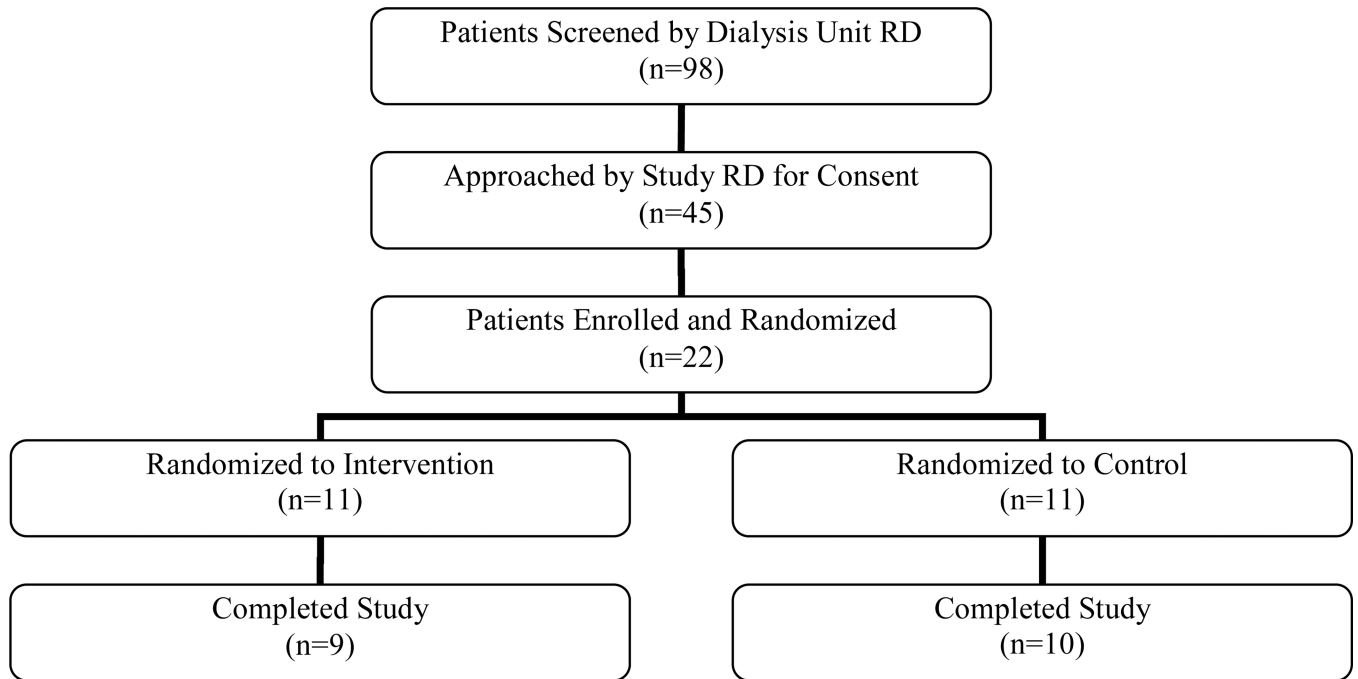 Patients Screened by Dialysis Unit RD
(n=98)
Approached by Study RD for Consent
(n=45)
Patients Enrolled and Randomized
(n=22)
Randomized to Intervention
(n=11)
Randomized to Control
(n=11)
Completed Study
(n=9)
Completed Study
(n=10)